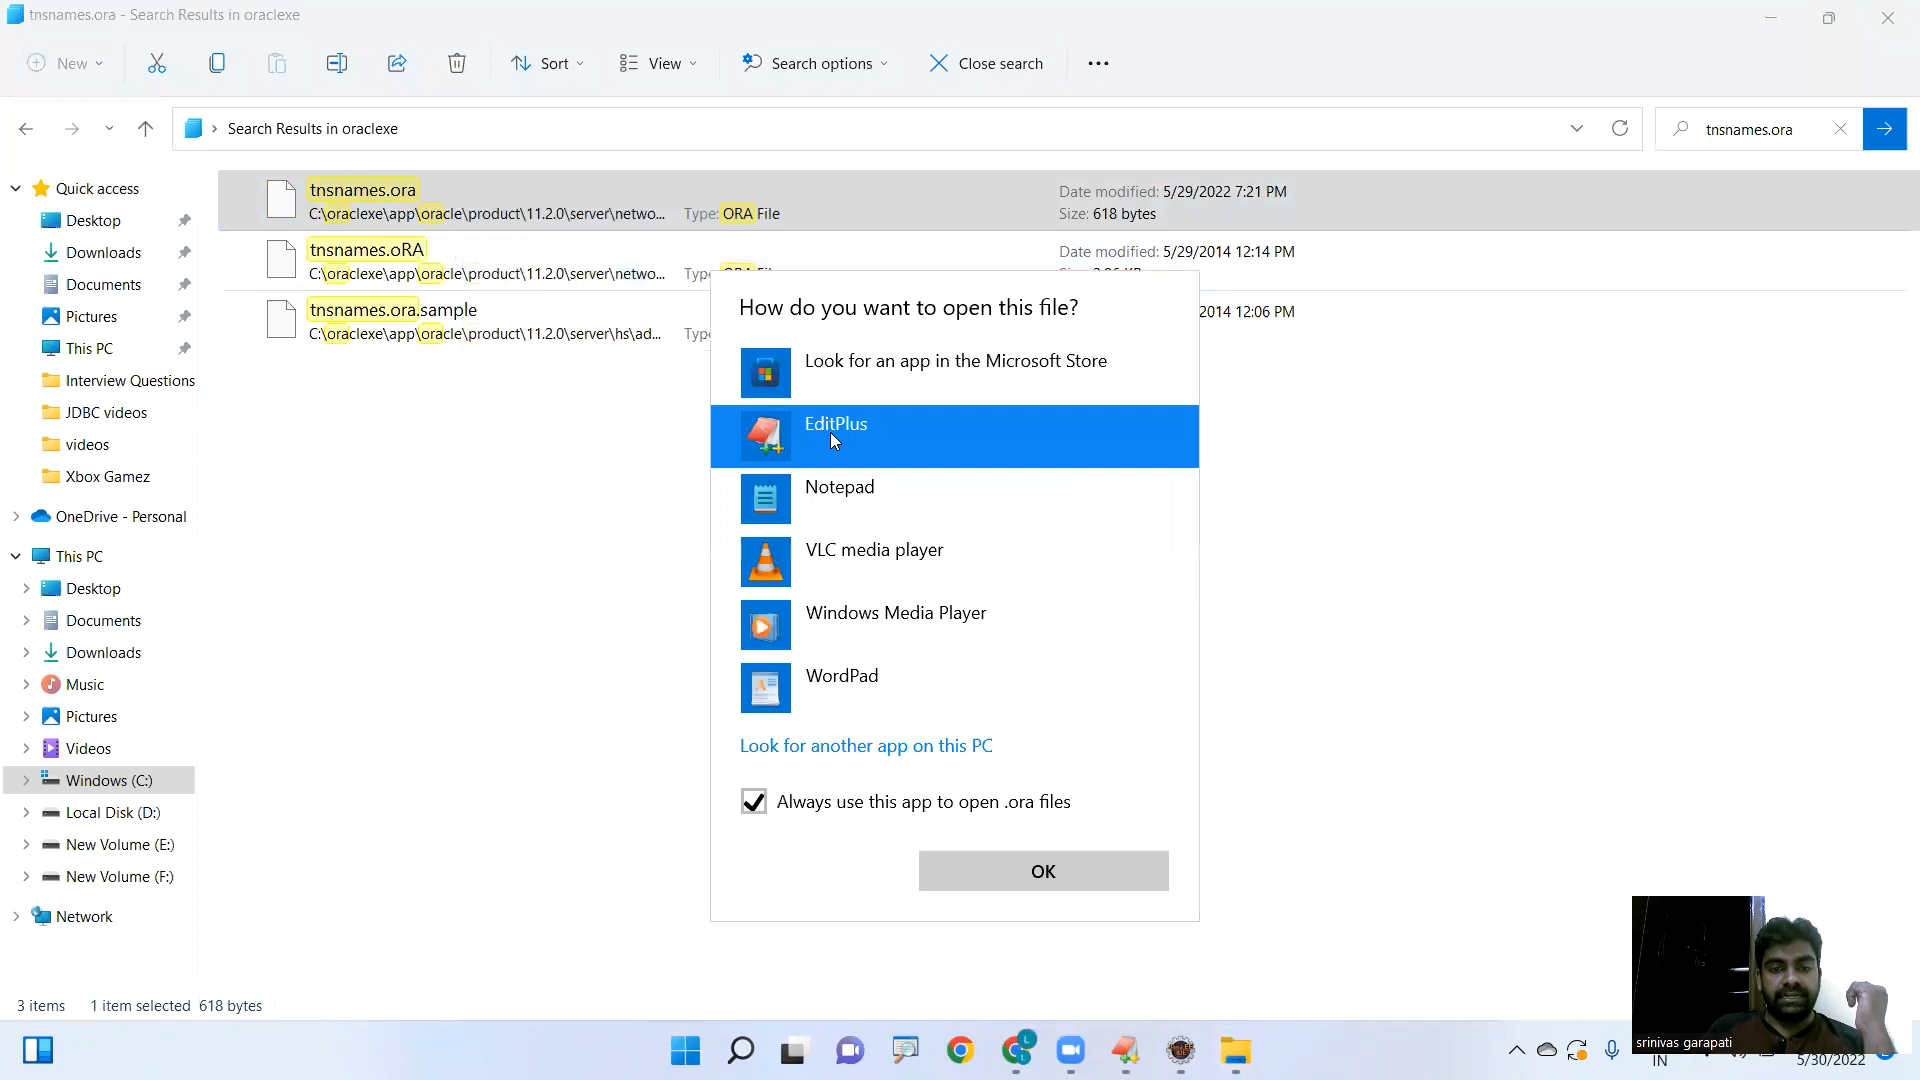 tnsnames.ora - Search Results in oraclexe
New
Sort
View
Search options
Close search
Search Results in oraclexe
tnsnames.ora
Quick access
Desktop
Downloads
Documents
Pictures
This PC
Interview Questions
JDBC videos
videos
Xbox Gamez
OneDrive - Personal
This PC
Desktop
Documents
Downloads
Music
Pictures
Videos
Windows (C:)
Local Disk (D:)
New Volume (E:)
New Volume (F:)
Network
tnsnames.ora
C:\oraclexe\app\oracle\product\11.2.0\server\netwo... Type: ORA File
Date modified: 5/29/2022 7:21 PM
Size: 618 bytes
tnsnames.oRA
C:\oraclexe\app\oracle\product\11.2.0\server\netwo... Type
Date modified: 5/29/2014 12:14 PM
tnsnames.ora.sample
C:\oraclexe\app\oracle\product\11.2.0\server\hs\ad... Type
2014 12:06 PM
How do you want to open this file?
Look for an app in the Microsoft Store
EditPlus
Notepad
VLC media player
Windows Media Player
WordPad
Look for another app on this PC
Always use this app to open .ora files
OK
3 items 1 item selected 618 bytes
srinivas garapati
IN
5/30/2022